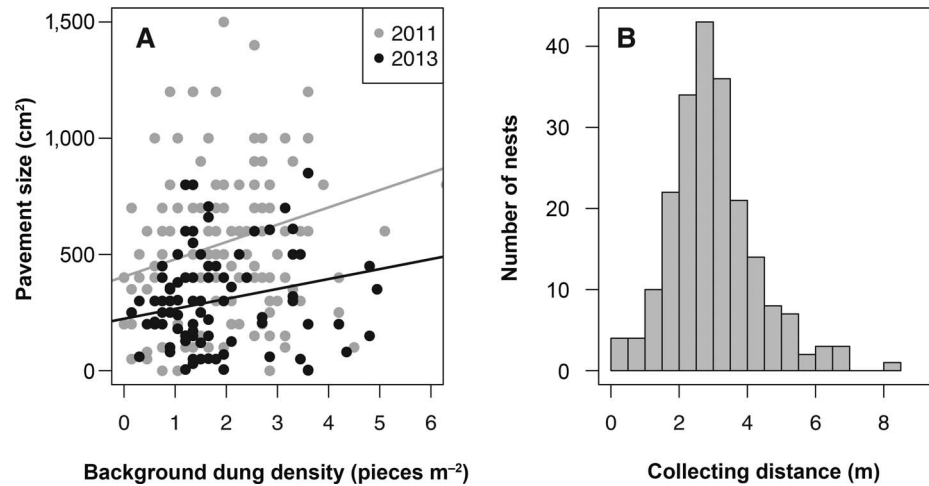 A
2011
2013
1,500
1,000
500
0
Pavement size (cm²)
0 1 2 3 4 5 6
Background dung density (pieces m⁻²)
B
40
30
20
10
0
Number of nests
0 2 4 6 8
Collecting distance (m)